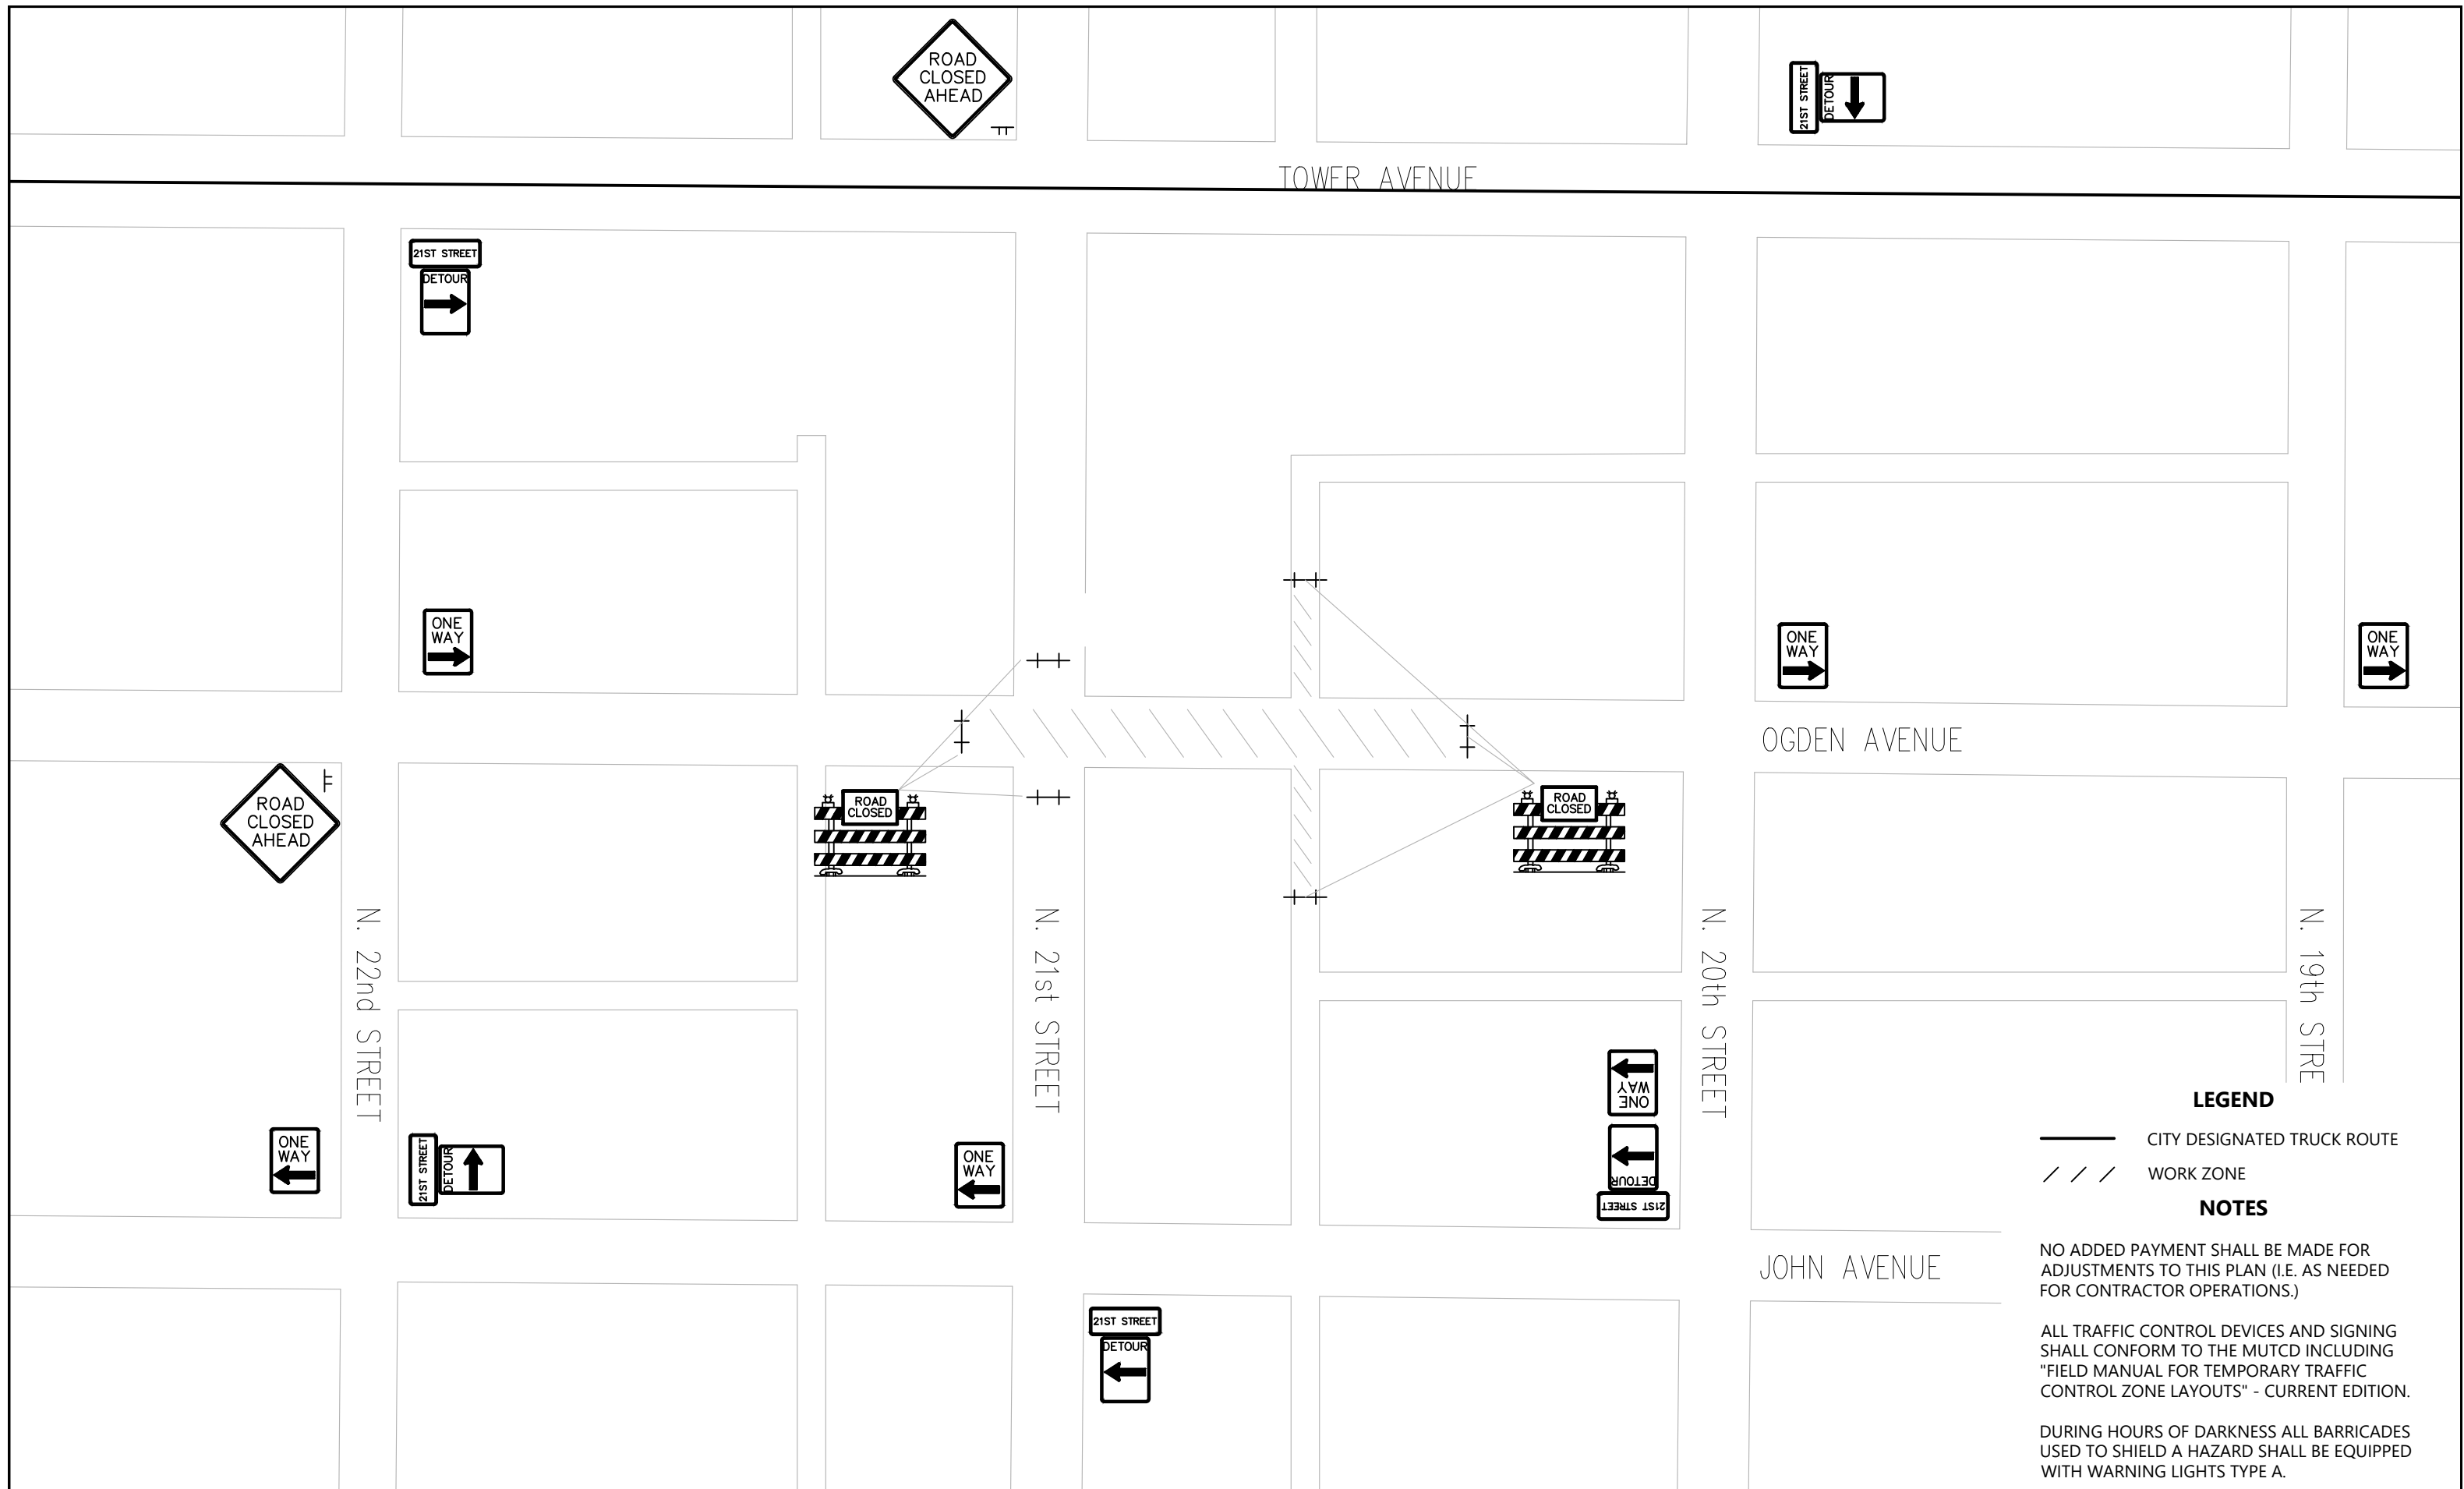 ROAD
CLOSED
AHEAD
21ST STREET
DETOUR
TOWER AVENUE
21ST STREET
DETOUR
ONE
WAY
ONE
WAY
ONE
WAY
OGDEN AVENUE
ROAD
CLOSED
AHEAD
ROAD
CLOSED
ROAD
CLOSED
N. 22nd STREET
N. 21st STREET
N. 20th STREET
N. 19th STRE
ONE
WAY
21ST STREET
DETOUR
ONE
WAY
ONE
WAY
DETOUR
21ST STREET
JOHN AVENUE
21ST STREET
DETOUR
LEGEND
CITY DESIGNATED TRUCK ROUTE
WORK ZONE
NOTES
NO ADDED PAYMENT SHALL BE MADE FOR
ADJUSTMENTS TO THIS PLAN (I.E. AS NEEDED
FOR CONTRACTOR OPERATIONS.)
ALL TRAFFIC CONTROL DEVICES AND SIGNING
SHALL CONFORM TO THE MUTCD INCLUDING
"FIELD MANUAL FOR TEMPORARY TRAFFIC
CONTROL ZONE LAYOUTS" - CURRENT EDITION.
DURING HOURS OF DARKNESS ALL BARRICADES
USED TO SHIELD A HAZARD SHALL BE EQUIPPED
WITH WARNING LIGHTS TYPE A.